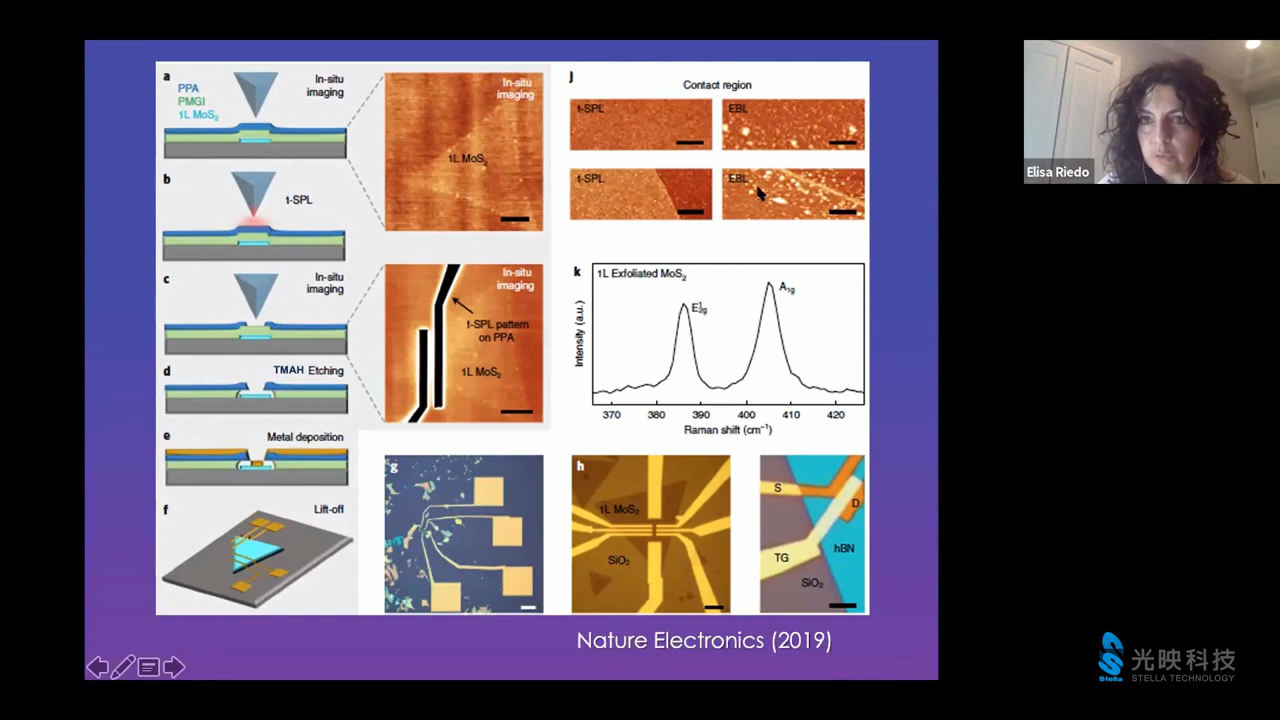 a
PPA
PMGI
1L MoS₂
In-situ
imaging
In-situ
imaging
1L MoS₂
b
t-SPL
c
In-situ
imaging
In-situ
imaging
t-SPL pattern
on PPA
1L MoS₂
d
TMAH Etching
e
Metal deposition
f
Lift-off
g
h
1L MoS₂
SiO₂
S
D
TG
hBN
SiO₂
j
Contact region
t-SPL
EBL
t-SPL
EBL
k
1L Exfoliated MoS₂
E¹₂g
A₁g
Intensity (a.u.)
370 380 390 400 410 420
Raman shift (cm⁻¹)
Nature Electronics (2019)
Elisa Riedo
Stella
光映科技
STELLA TECHNOLOGY